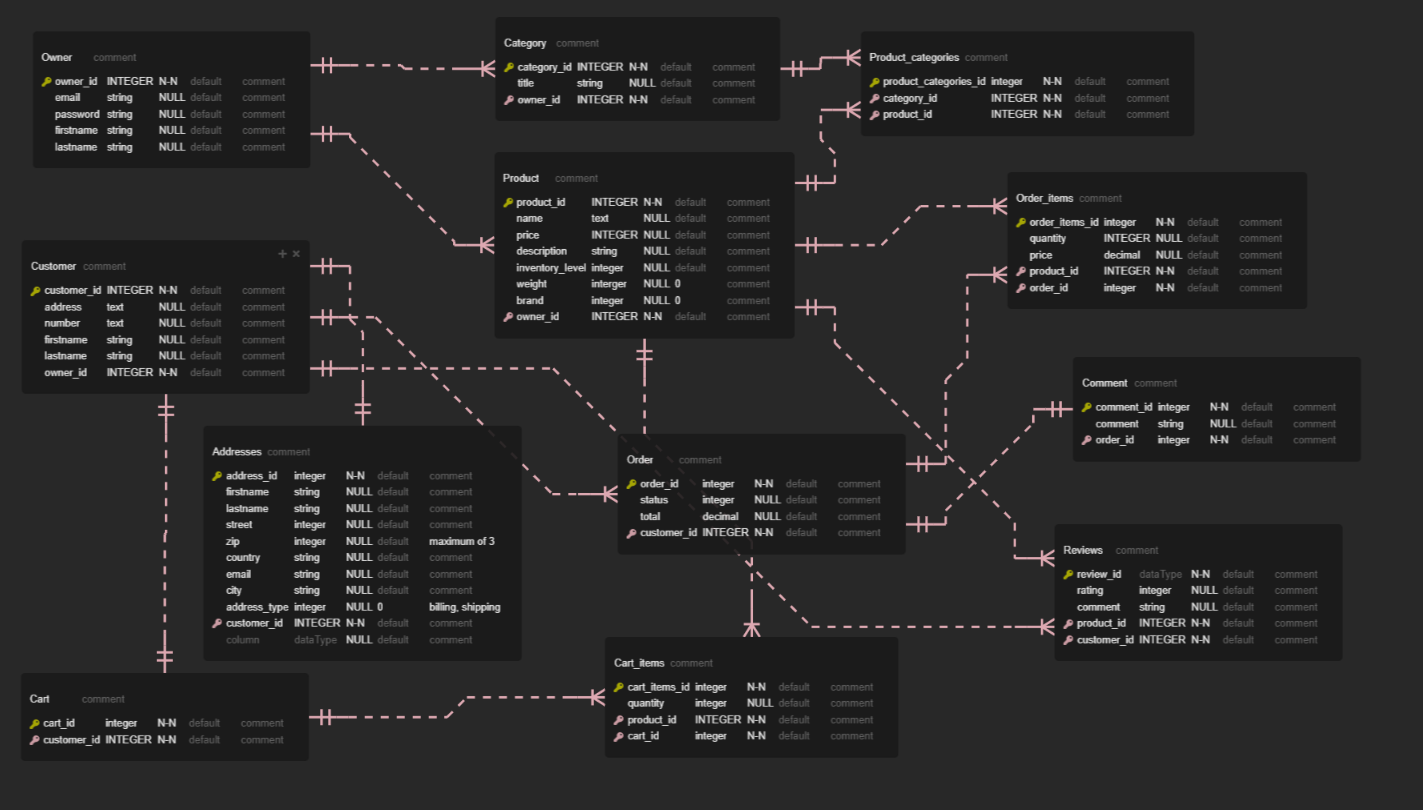 Owner comment
owner_id INTEGER N-N default comment
email string NULL default comment
password string NULL default comment
firstname string NULL default comment
lastname string NULL default comment
Category comment
category_id INTEGER N-N default comment
title string NULL default comment
owner_id INTEGER N-N default comment
Product_categories comment
product_categories_id integer N-N default comment
category_id INTEGER N-N default comment
product_id INTEGER N-N default comment
Product comment
product_id INTEGER N-N default comment
name text NULL default comment
price INTEGER NULL default comment
description string NULL default comment
inventory_level integer NULL default comment
weight interger NULL 0 comment
brand integer NULL 0 comment
owner_id INTEGER N-N default comment
Order_items comment
order_items_id integer N-N default comment
quantity INTEGER NULL default comment
price decimal NULL default comment
product_id INTEGER N-N default comment
order_id integer N-N default comment
Customer comment + ×
customer_id INTEGER N-N default comment
address text NULL default comment
number text NULL default comment
firstname string NULL default comment
lastname string NULL default comment
owner_id INTEGER N-N default comment
Comment comment
comment_id integer N-N default comment
comment string NULL default comment
order_id integer N-N default comment
Addresses comment
address_id integer N-N default comment
firstname string NULL default comment
lastname string NULL default comment
street integer NULL default comment
zip integer NULL default maximum of 3
country string NULL default comment
email string NULL default comment
city string NULL default comment
address_type integer NULL 0 billing, shipping
customer_id INTEGER N-N default comment
column dataType NULL default comment
Order comment
order_id integer N-N default comment
status integer NULL default comment
total decimal NULL default comment
customer_id INTEGER N-N default comment
Reviews comment
review_id dataType N-N default comment
rating integer NULL default comment
comment string NULL default comment
product_id INTEGER N-N default comment
customer_id INTEGER N-N default comment
Cart comment
cart_id integer N-N default comment
customer_id INTEGER N-N default comment
Cart_items comment
cart_items_id integer N-N default comment
quantity integer NULL default comment
product_id INTEGER N-N default comment
cart_id integer N-N default comment